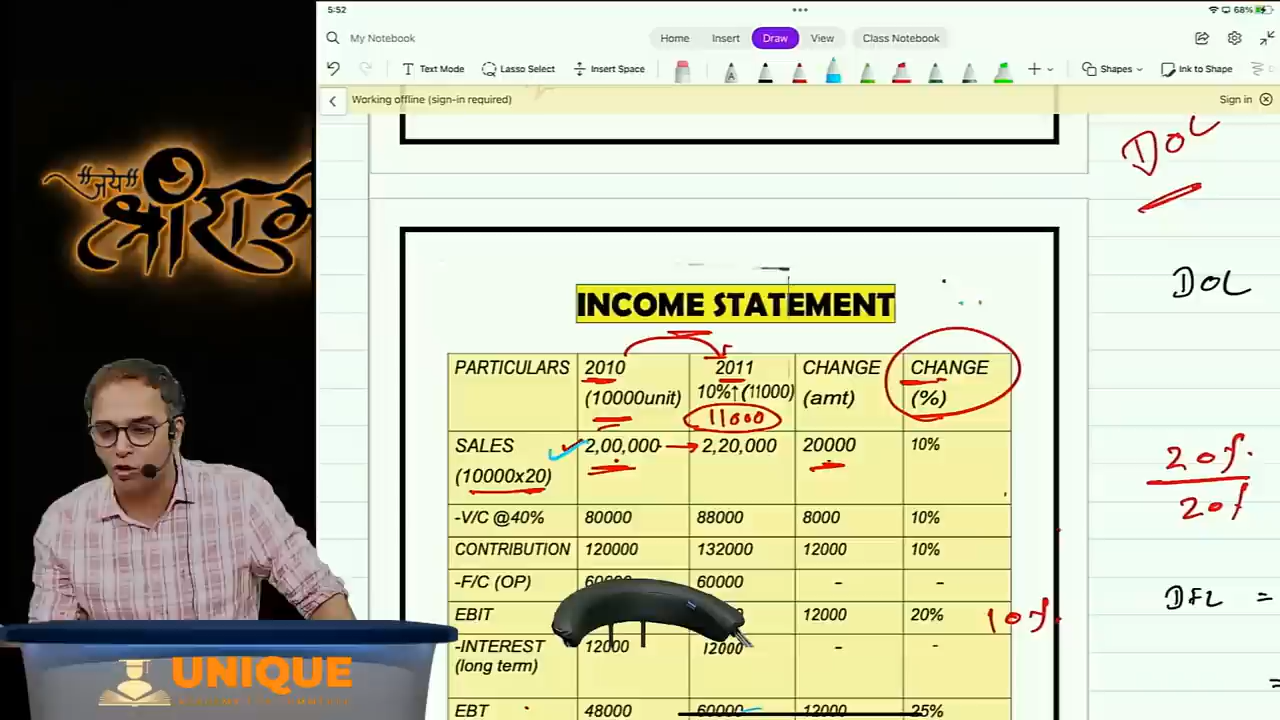 5:52
68%
My Notebook
Home Insert Draw View Class Notebook
Text Mode Lasso Select Insert Space Shapes Ink to Shape
Working offline (sign-in required) Sign in
"जय"
श्रीराम
DOL
DOL
INCOME STATEMENT
PARTICULARS 2010 2011 CHANGE CHANGE
(10000unit) 10%↑(11000) (amt) (%)
11000
SALES 2,00,000 2,20,000 20000 10%
(10000x20)
20%
20%
-V/C @40% 80000 88000 8000 10%
CONTRIBUTION 120000 132000 12000 10%
-F/C (OP) 60000 60000 - -
EBIT 12000 20% 10%
DFL =
-INTEREST 12000 12000 - -
(long term)
=
EBT 48000 60000 12000 25%
UNIQUE